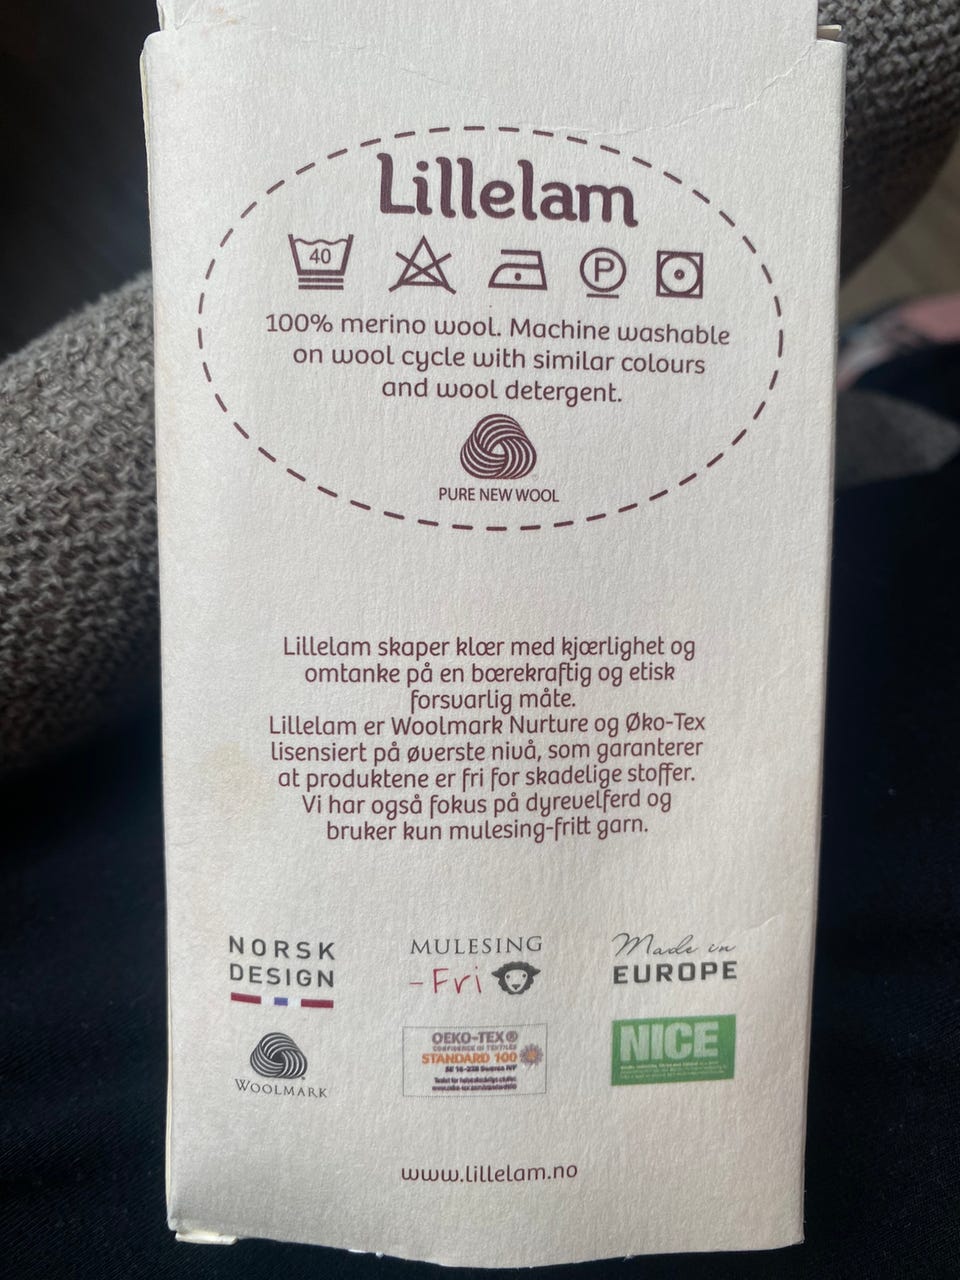 Lillelam
40
P
100% merino wool. Machine washable
on wool cycle with similar colours
and wool detergent.
PURE NEW WOOL
Lillelam skaper klær med kjærlighet og
omtanke på en bærekraftig og etisk
forsvarlig måte.
Lillelam er Woolmark Nurture og Øko-Tex
lisensiert på øverste nivå, som garanterer
at produktene er fri for skadelige stoffer.
Vi har også fokus på dyrevelferd og
bruker kun mulesing-fritt garn.
NORSK
DESIGN
MULESING
-Fri
Made in
EUROPE
WOOLMARK
OEKO-TEX®
CONFIDENCE IN TEXTILES
STANDARD 100
NICE
www.lillelam.no